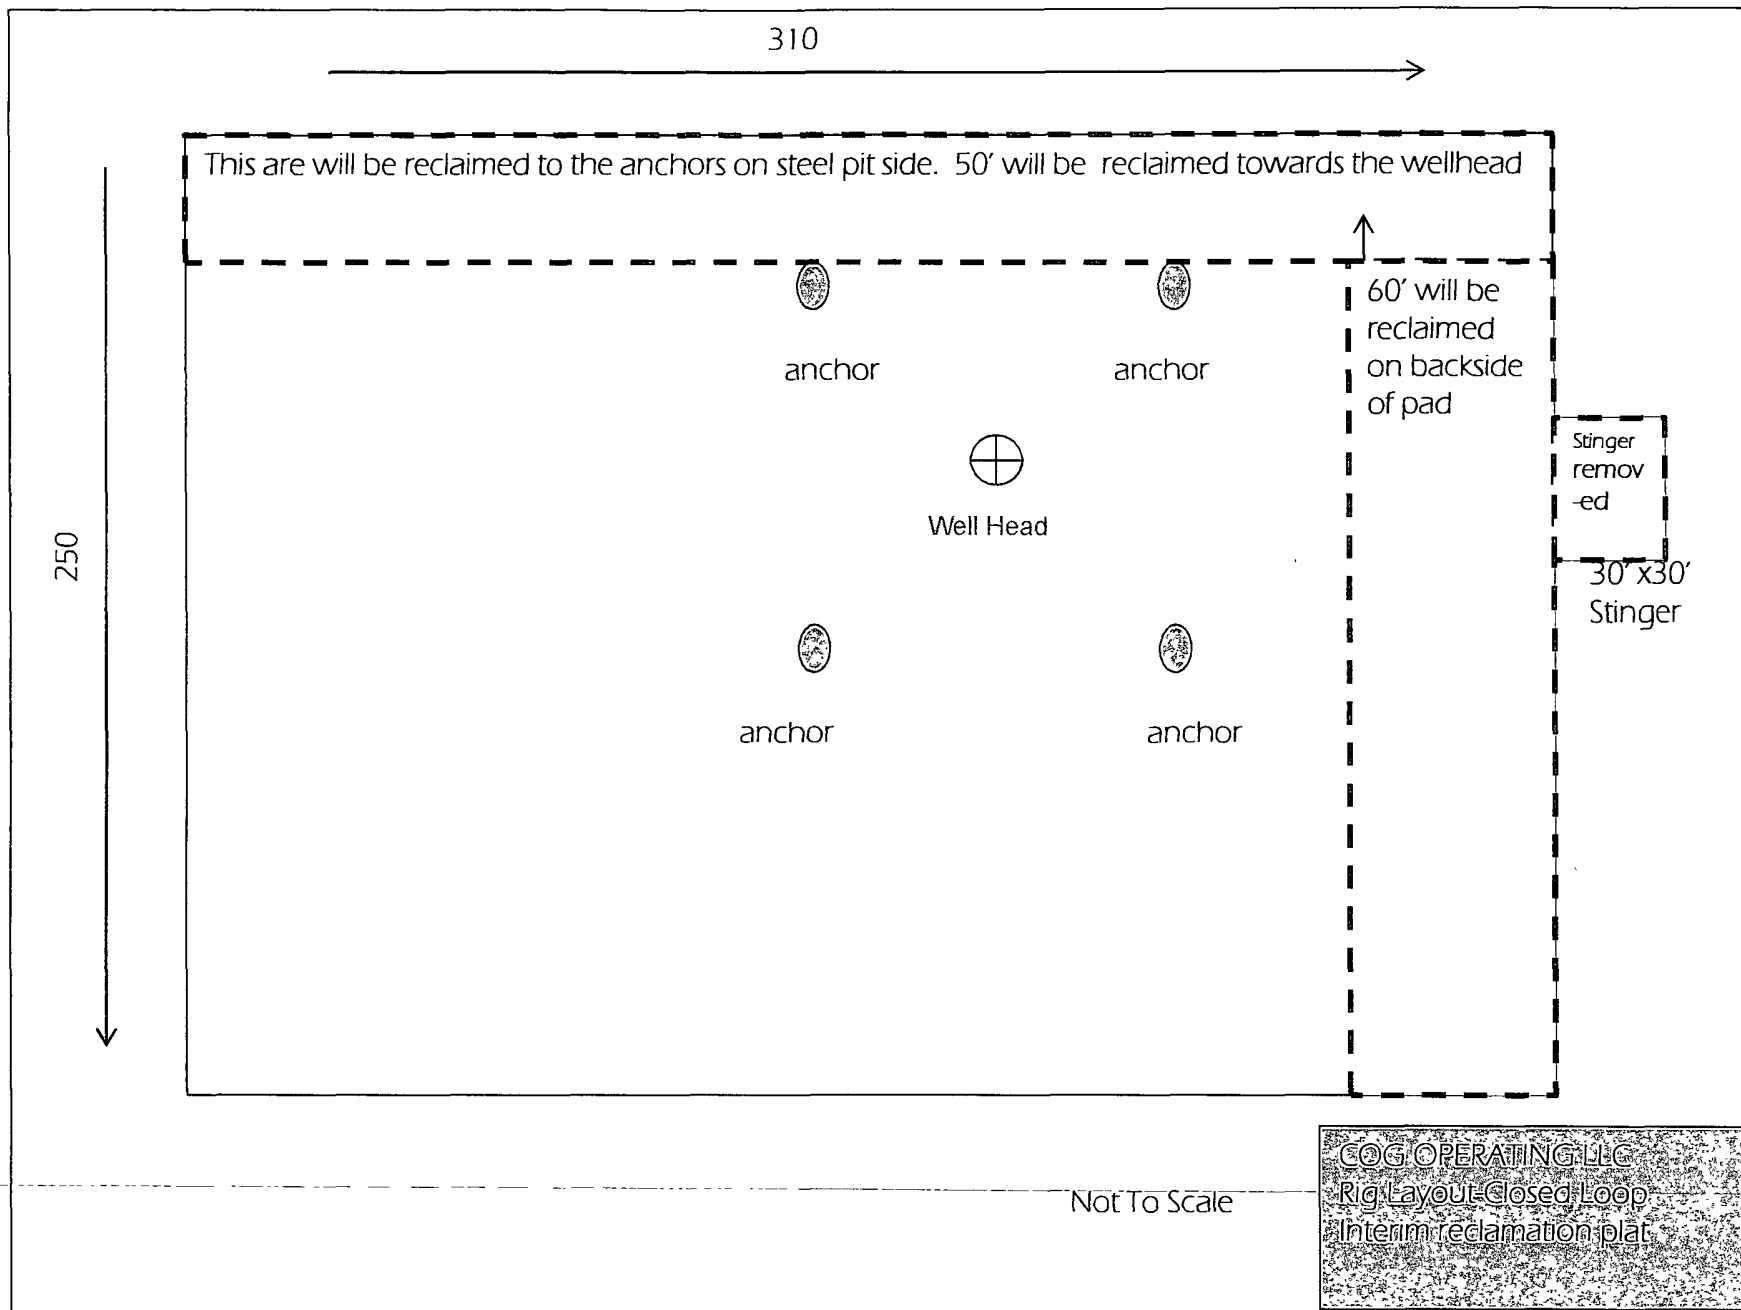 310
This are will be reclaimed to the anchors on steel pit side. 50' will be reclaimed towards the wellhead
60' will be
reclaimed
on backside
of pad
anchor
anchor
Stinger
remov
-ed
Well Head
250
30' x30'
Stinger
anchor
anchor
COG OPERATING LLC
Rig Layout-Closed Loop
Interim reclamation plat
Not To Scale